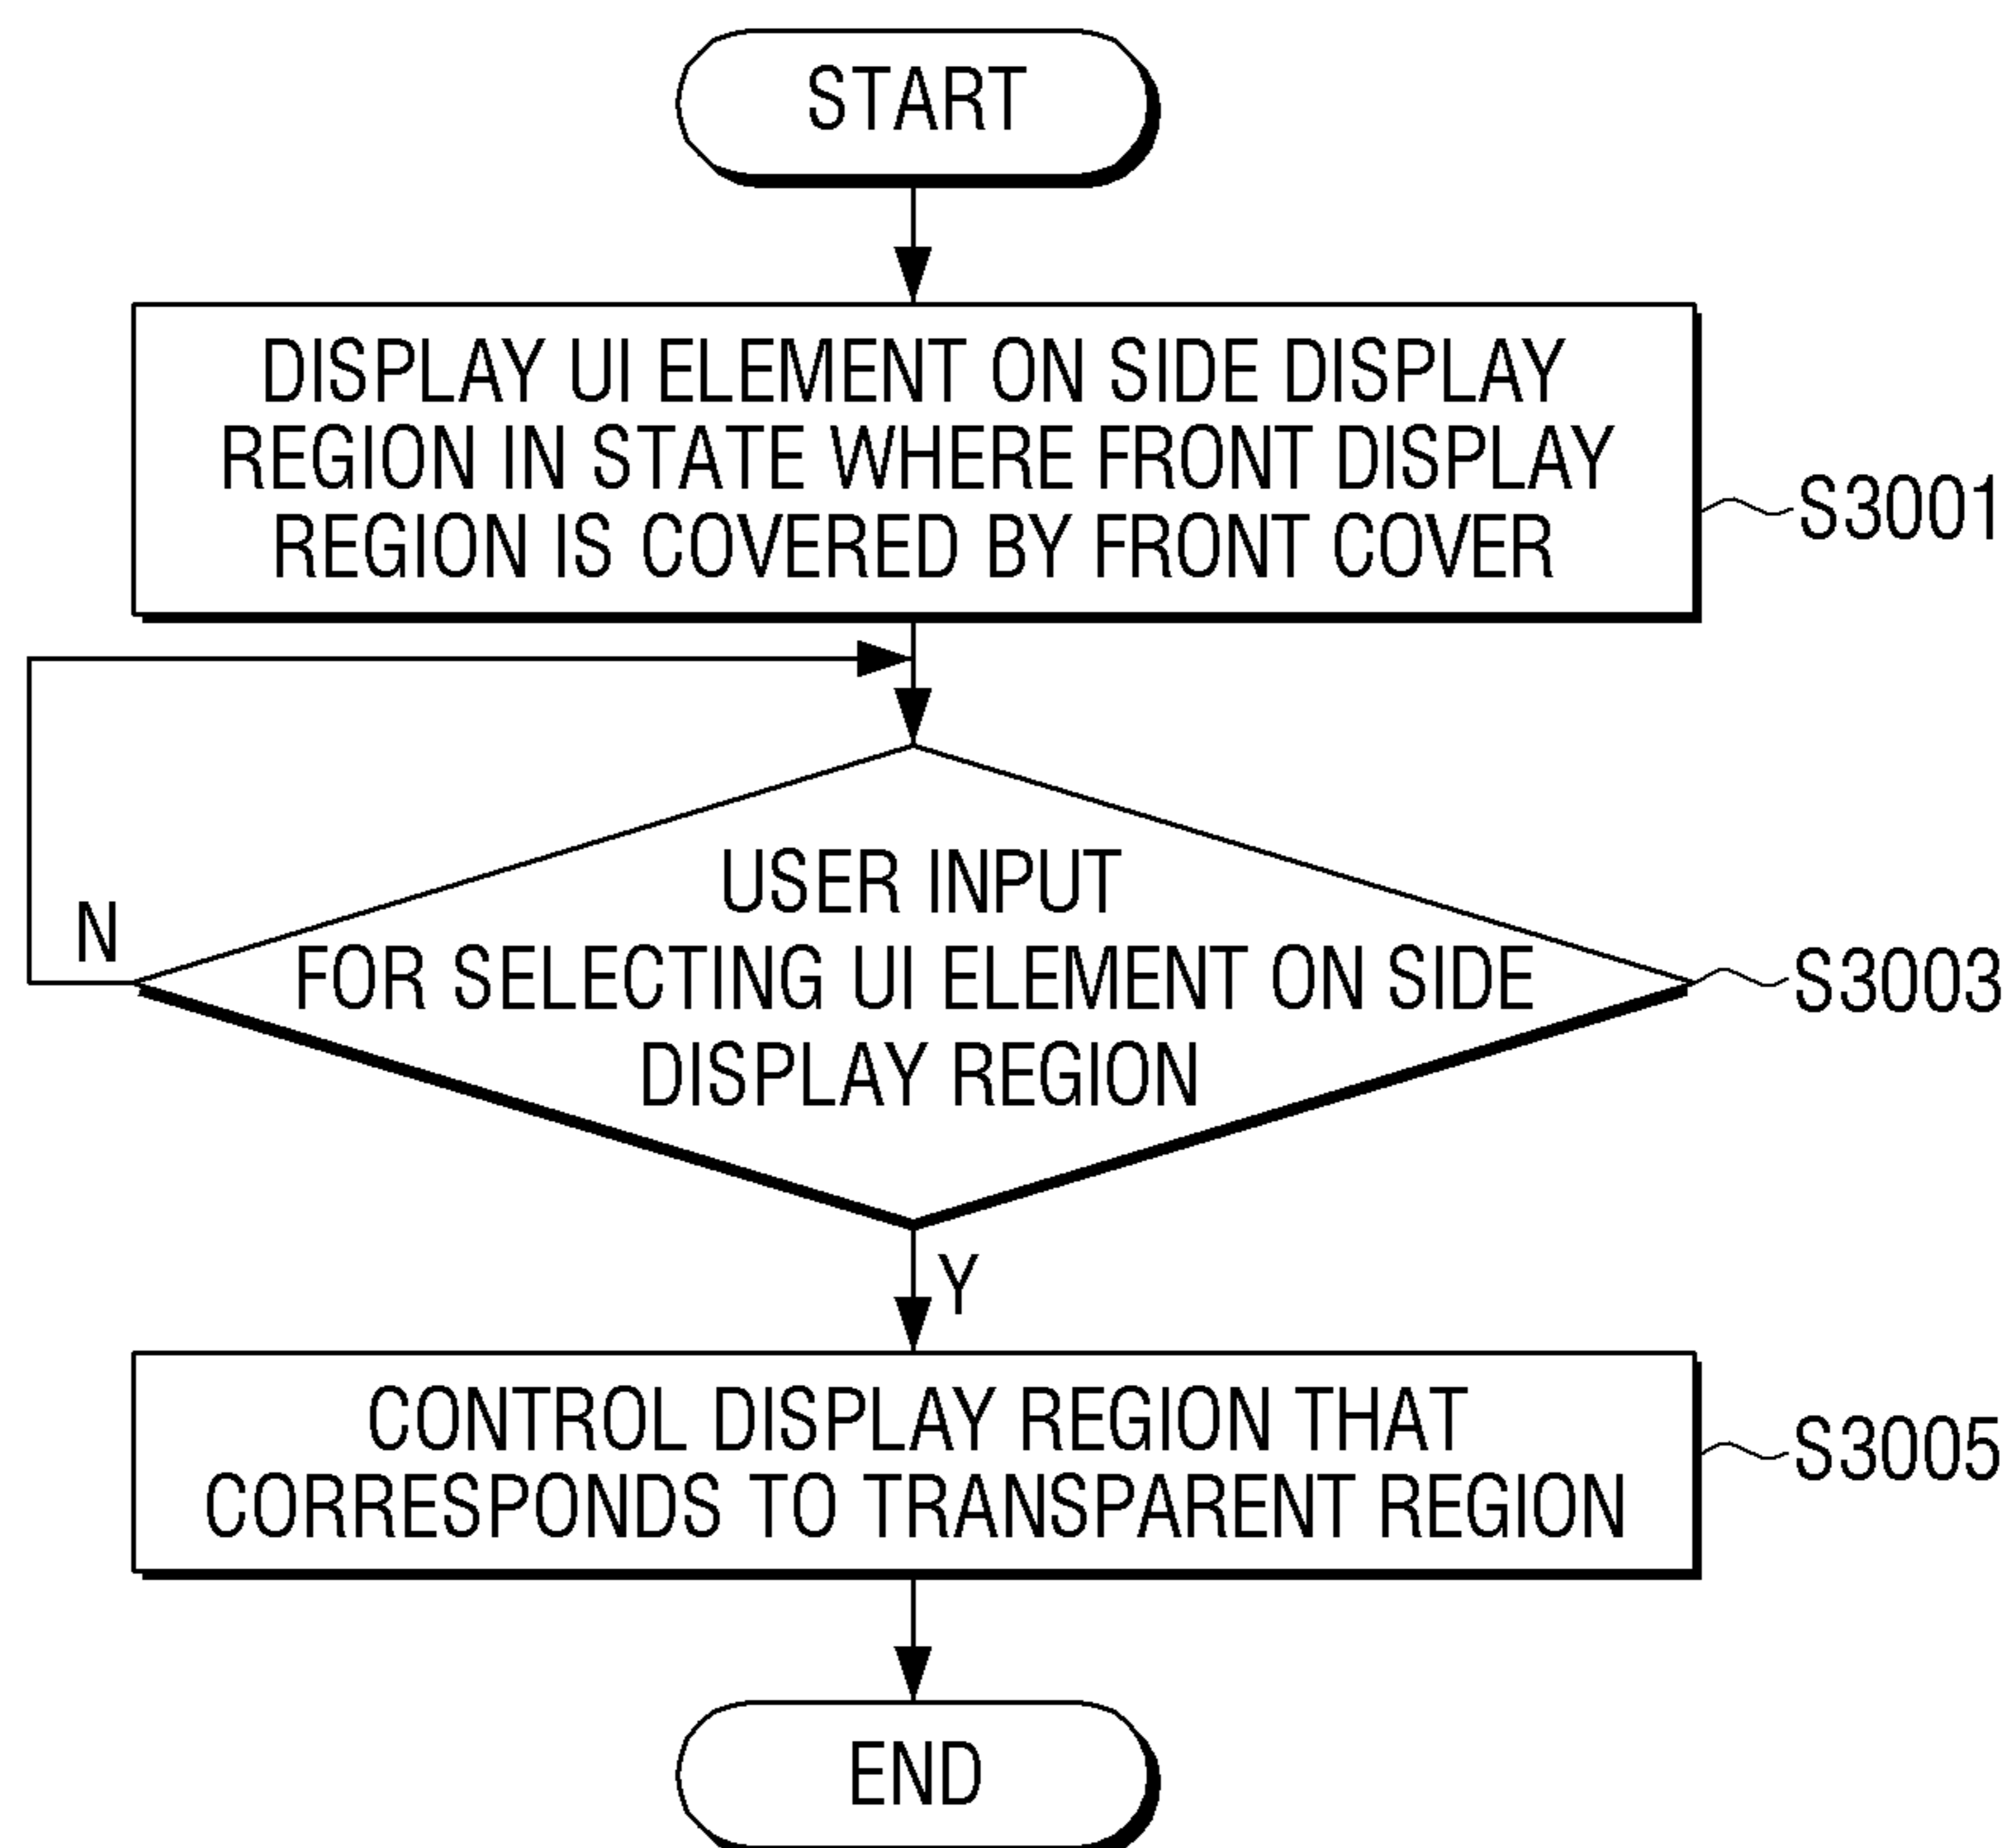 START
DISPLAY UI ELEMENT ON SIDE DISPLAY
REGION IN STATE WHERE FRONT DISPLAY
REGION IS COVERED BY FRONT COVER
S3001
N
USER INPUT
FOR SELECTING UI ELEMENT ON SIDE
DISPLAY REGION
S3003
Y
CONTROL DISPLAY REGION THAT
CORRESPONDS TO TRANSPARENT REGION
S3005
END